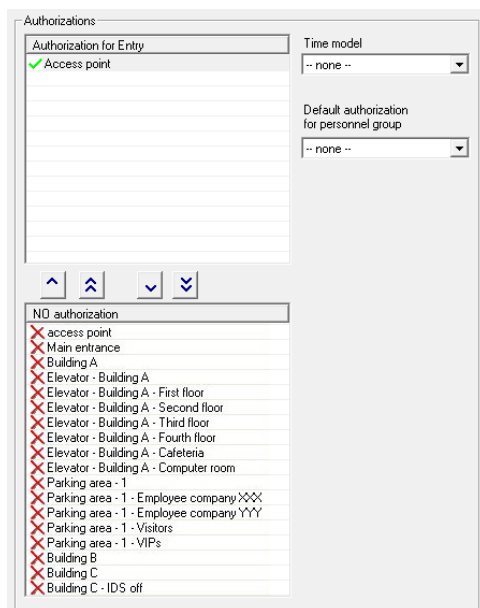 Authorizations
Authorization for Entry
Access point
Time model
-- none --
Default authorization
for personnel group
-- none --
NO authorization
access point
Main entrance
Building A
Elevator - Building A
Elevator - Building A - First floor
Elevator - Building A - Second floor
Elevator - Building A - Third floor
Elevator - Building A - Fourth floor
Elevator - Building A - Cafeteria
Elevator - Building A - Computer room
Parking area - 1
Parking area - 1 - Employee company XXX
Parking area - 1 - Employee company YYY
Parking area - 1 - Visitors
Parking area - 1 - VIPs
Building B
Building C
Building C - IDS off